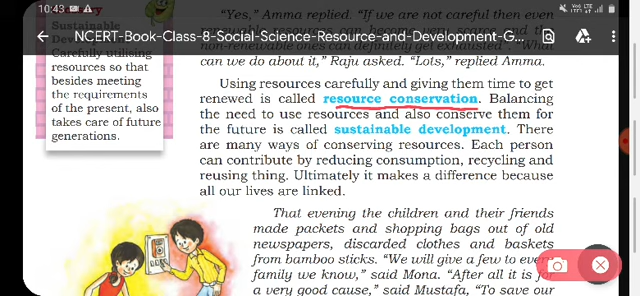 10:43
NCERT-Book-Class-8-Social-Science-Resource-and-Development-G...
Sustainable
Carefully utilising
resources so that
besides meeting
the requirements
of the present, also
takes care of future
generations.
"Yes," Amma replied. "If we are not careful then even
non-renewable ones can definitely get exhausted". "What
can we do about it," Raju asked. "Lots," replied Amma.
Using resources carefully and giving them time to get
renewed is called resource conservation. Balancing
the need to use resources and also conserve them for
the future is called sustainable development. There
are many ways of conserving resources. Each person
can contribute by reducing consumption, recycling and
reusing thing. Ultimately it makes a difference because
all our lives are linked.
That evening the children and their friends
made packets and shopping bags out of old
newspapers, discarded clothes and baskets
from bamboo sticks. "We will give a few to every
family we know," said Mona. "After all it is for
a very good cause," said Mustafa, "To save our